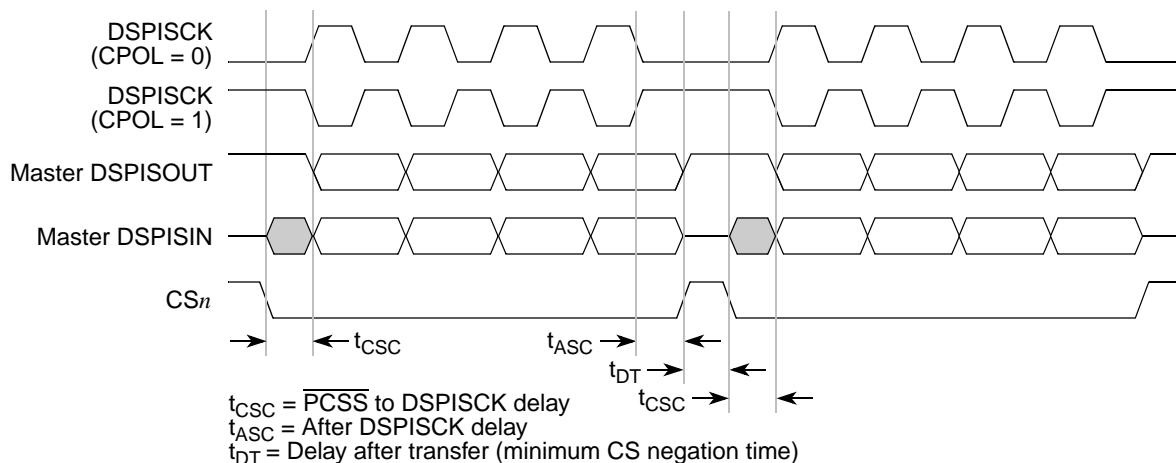 DSPISCK
(CPOL = 0)
DSPISCK
(CPOL = 1)
Master DSPISOUT
Master DSPISIN
CSn
tCSC
tASC
tDT
tCSC
tCSC = PCSS to DSPISCK delay
tASC = After DSPISCK delay
tDT = Delay after transfer (minimum CS negation time)